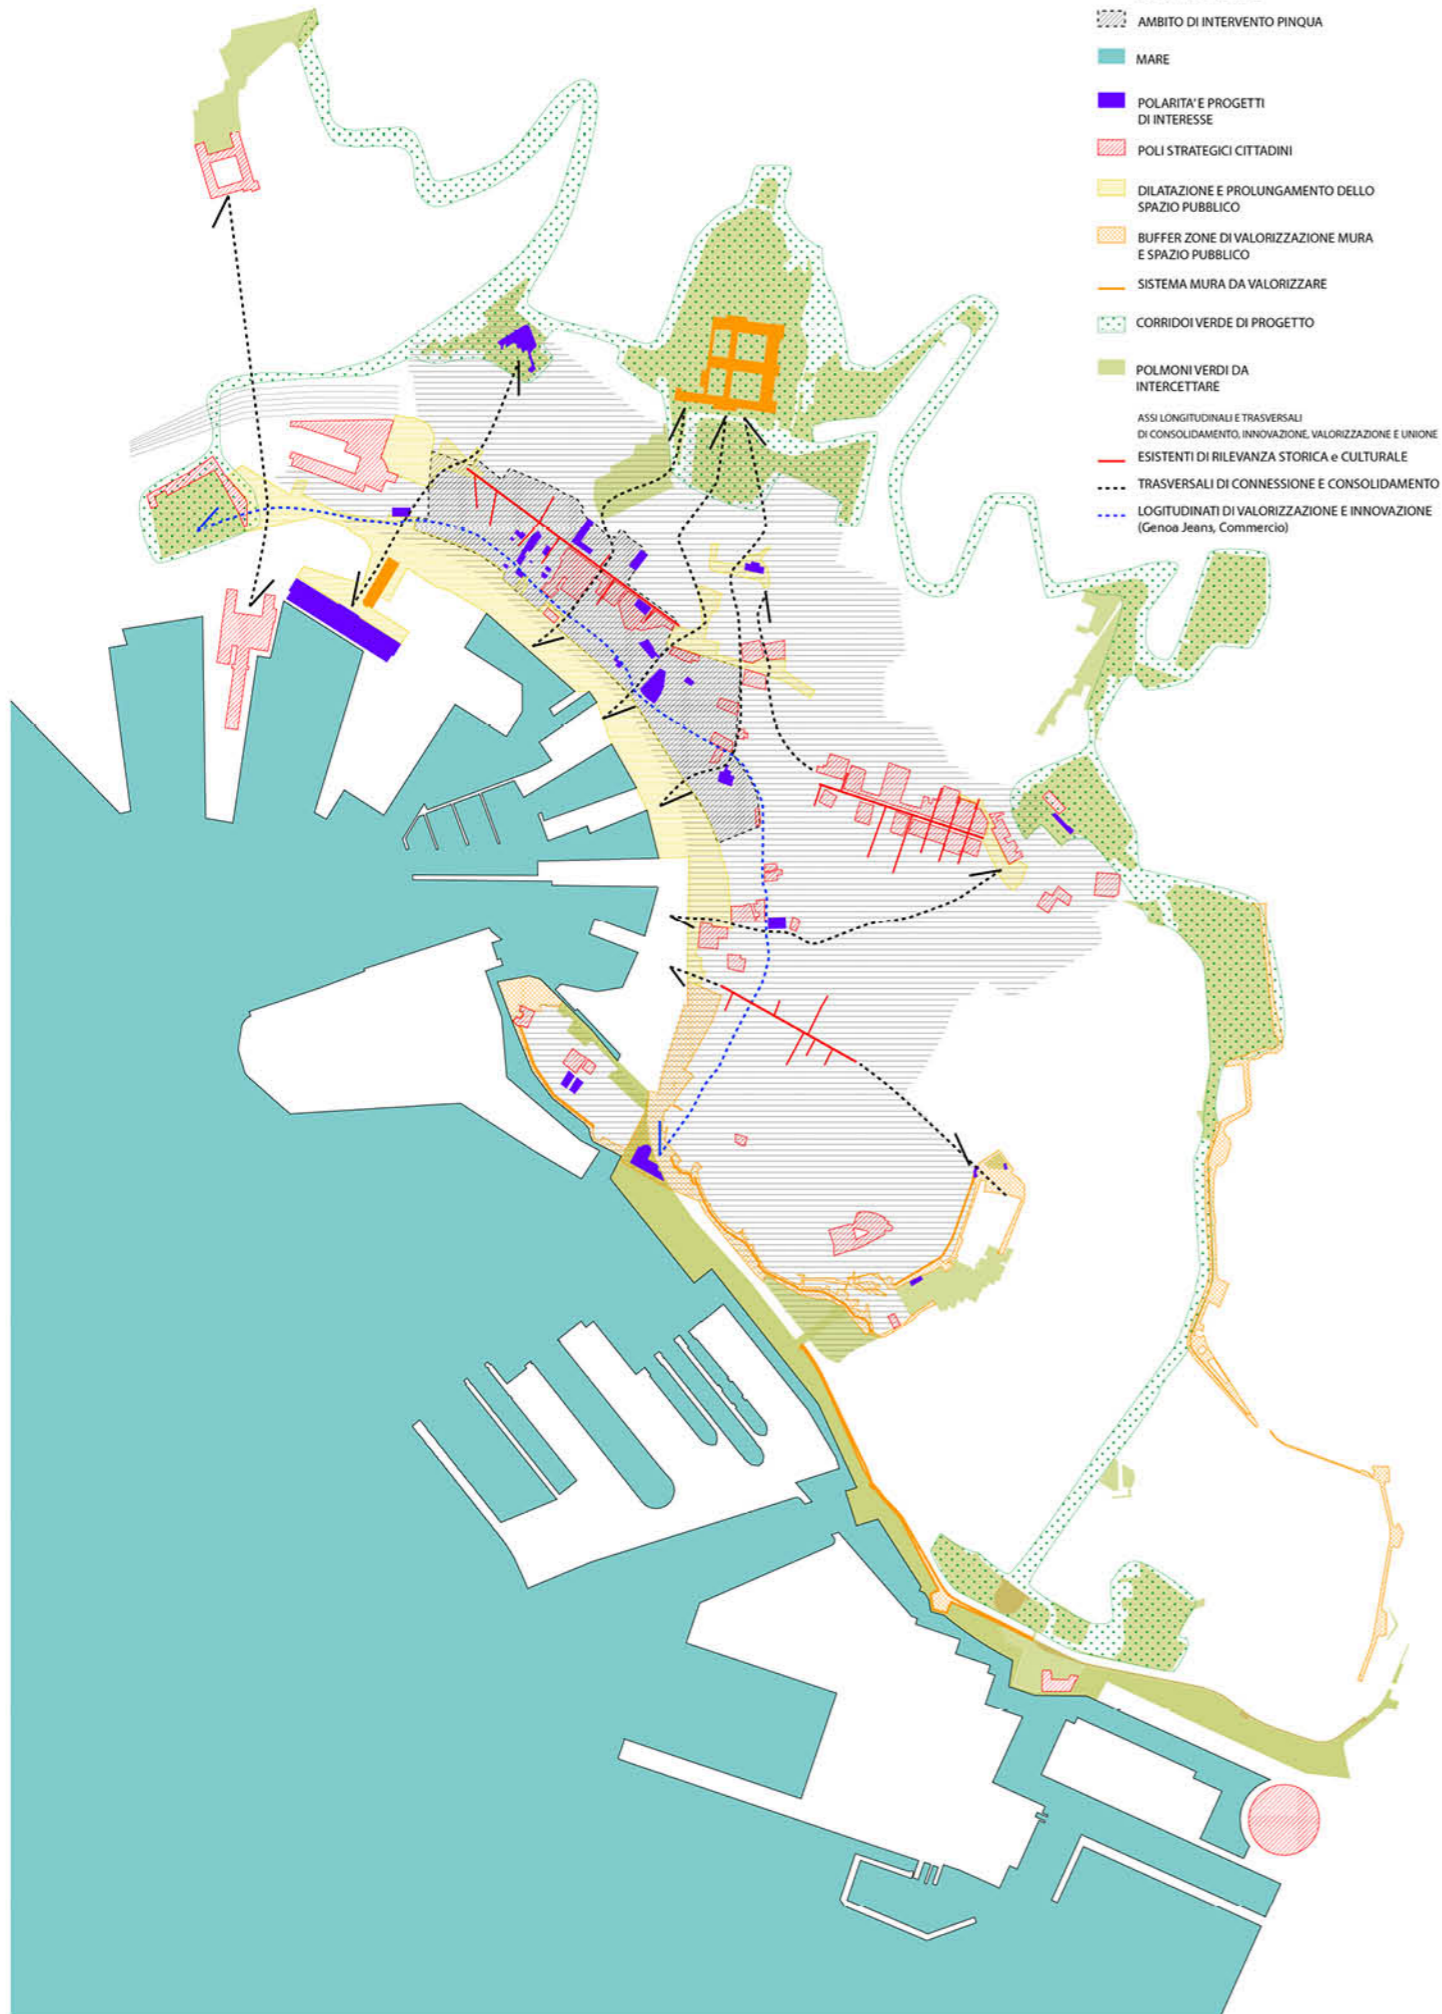 AMBITO DI INTERVENTO PINQUA
MARE
POLARITA' E PROGETTI
DI INTERESSE
POLI STRATEGICI CITTADINI
DILATAZIONE E PROLUNGAMENTO DELLO
SPAZIO PUBBLICO
BUFFER ZONE DI VALORIZZAZIONE MURA
E SPAZIO PUBBLICO
SISTEMA MURA DA VALORIZZARE
CORRIDOI VERDE DI PROGETTO
POLMONI VERDI DA
INTERCETTARE
ASSI LONGITUDINALI E TRASVERSALI
DI CONSOLIDAMENTO, INNOVAZIONE, VALORIZZAZIONE E UNIONE
ESISTENTI DI RILEVANZA STORICA e CULTURALE
TRASVERSALI DI CONNESSIONE E CONSOLIDAMENTO
LOGITUDINATI DI VALORIZZAZIONE E INNOVAZIONE
(Genoa Jeans, Commercio)